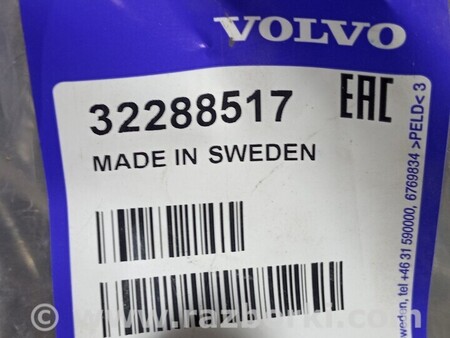 VOLVO
32288517
EAC
MADE IN SWEDEN
weden, tel +46 31 590000, 6769834 >PELD< 3
© www.razborki.com